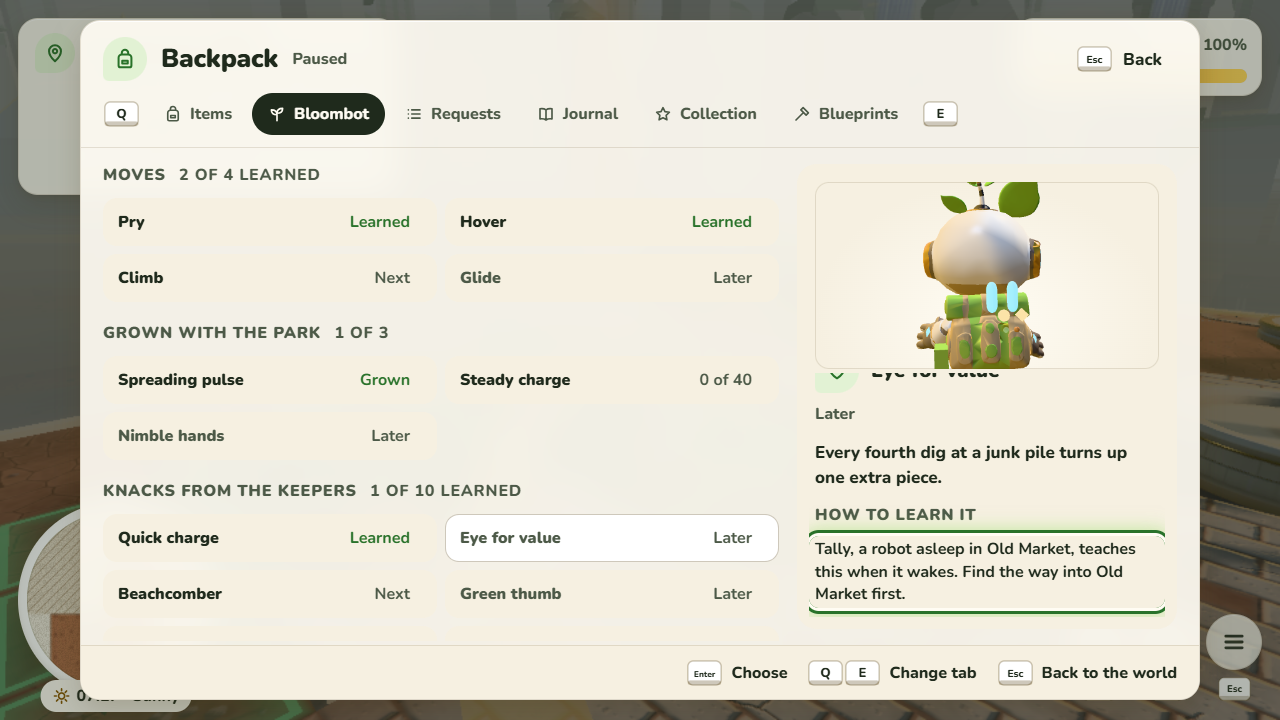 Backpack Paused
Esc Back
100%
Q Items Bloombot Requests Journal Collection Blueprints E
MOVES 2 OF 4 LEARNED
Pry Learned
Hover Learned
Climb Next
Glide Later
GROWN WITH THE PARK 1 OF 3
Spreading pulse Grown
Steady charge 0 of 40
Nimble hands Later
KNACKS FROM THE KEEPERS 1 OF 10 LEARNED
Quick charge Learned
Eye for value Later
Beachcomber Next
Green thumb Later
Eye for value
Later
Every fourth dig at a junk pile turns up
one extra piece.
HOW TO LEARN IT
Tally, a robot asleep in Old Market, teaches
this when it wakes. Find the way into Old
Market first.
Enter Choose Q E Change tab Esc Back to the world
Esc